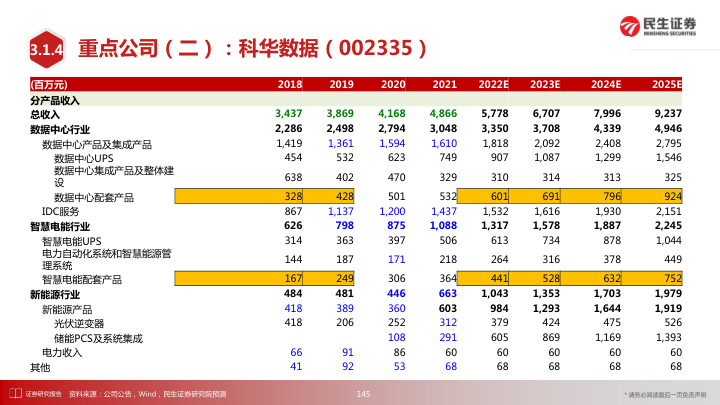 民生证券
MINSHENG SECURITIES
3.1.4 重点公司（二）：科华数据（002335）
(百万元) 2018 2019 2020 2021 2022E 2023E 2024E 2025E
分产品收入
总收入 3,437 3,869 4,168 4,866 5,778 6,707 7,996 9,237
数据中心行业 2,286 2,498 2,794 3,048 3,350 3,708 4,339 4,946
数据中心产品及集成产品 1,419 1,361 1,594 1,610 1,818 2,092 2,408 2,795
数据中心UPS 454 532 623 749 907 1,087 1,299 1,546
数据中心集成产品及整体建
设 638 402 470 329 310 314 313 325
数据中心配套产品 328 428 501 532 601 691 796 924
IDC服务 867 1,137 1,200 1,437 1,532 1,616 1,930 2,151
智慧电能行业 626 798 875 1,088 1,317 1,578 1,887 2,245
智慧电能UPS 314 363 397 506 613 734 878 1,044
电力自动化系统和智慧能源管
理系统 144 187 171 218 264 316 378 449
智慧电能配套产品 167 249 306 364 441 528 632 752
新能源行业 484 481 446 663 1,043 1,353 1,703 1,979
新能源产品 418 389 360 603 984 1,293 1,644 1,919
光伏逆变器 418 206 252 312 379 424 475 526
储能PCS及系统集成 108 291 605 869 1,169 1,393
电力收入 66 91 86 60 60 60 60 60
其他 41 92 53 68 68 68 68 68
证券研究报告 资料来源：公司公告，Wind，民生证券研究院预测 145 * 请务必阅读最后一页免责声明